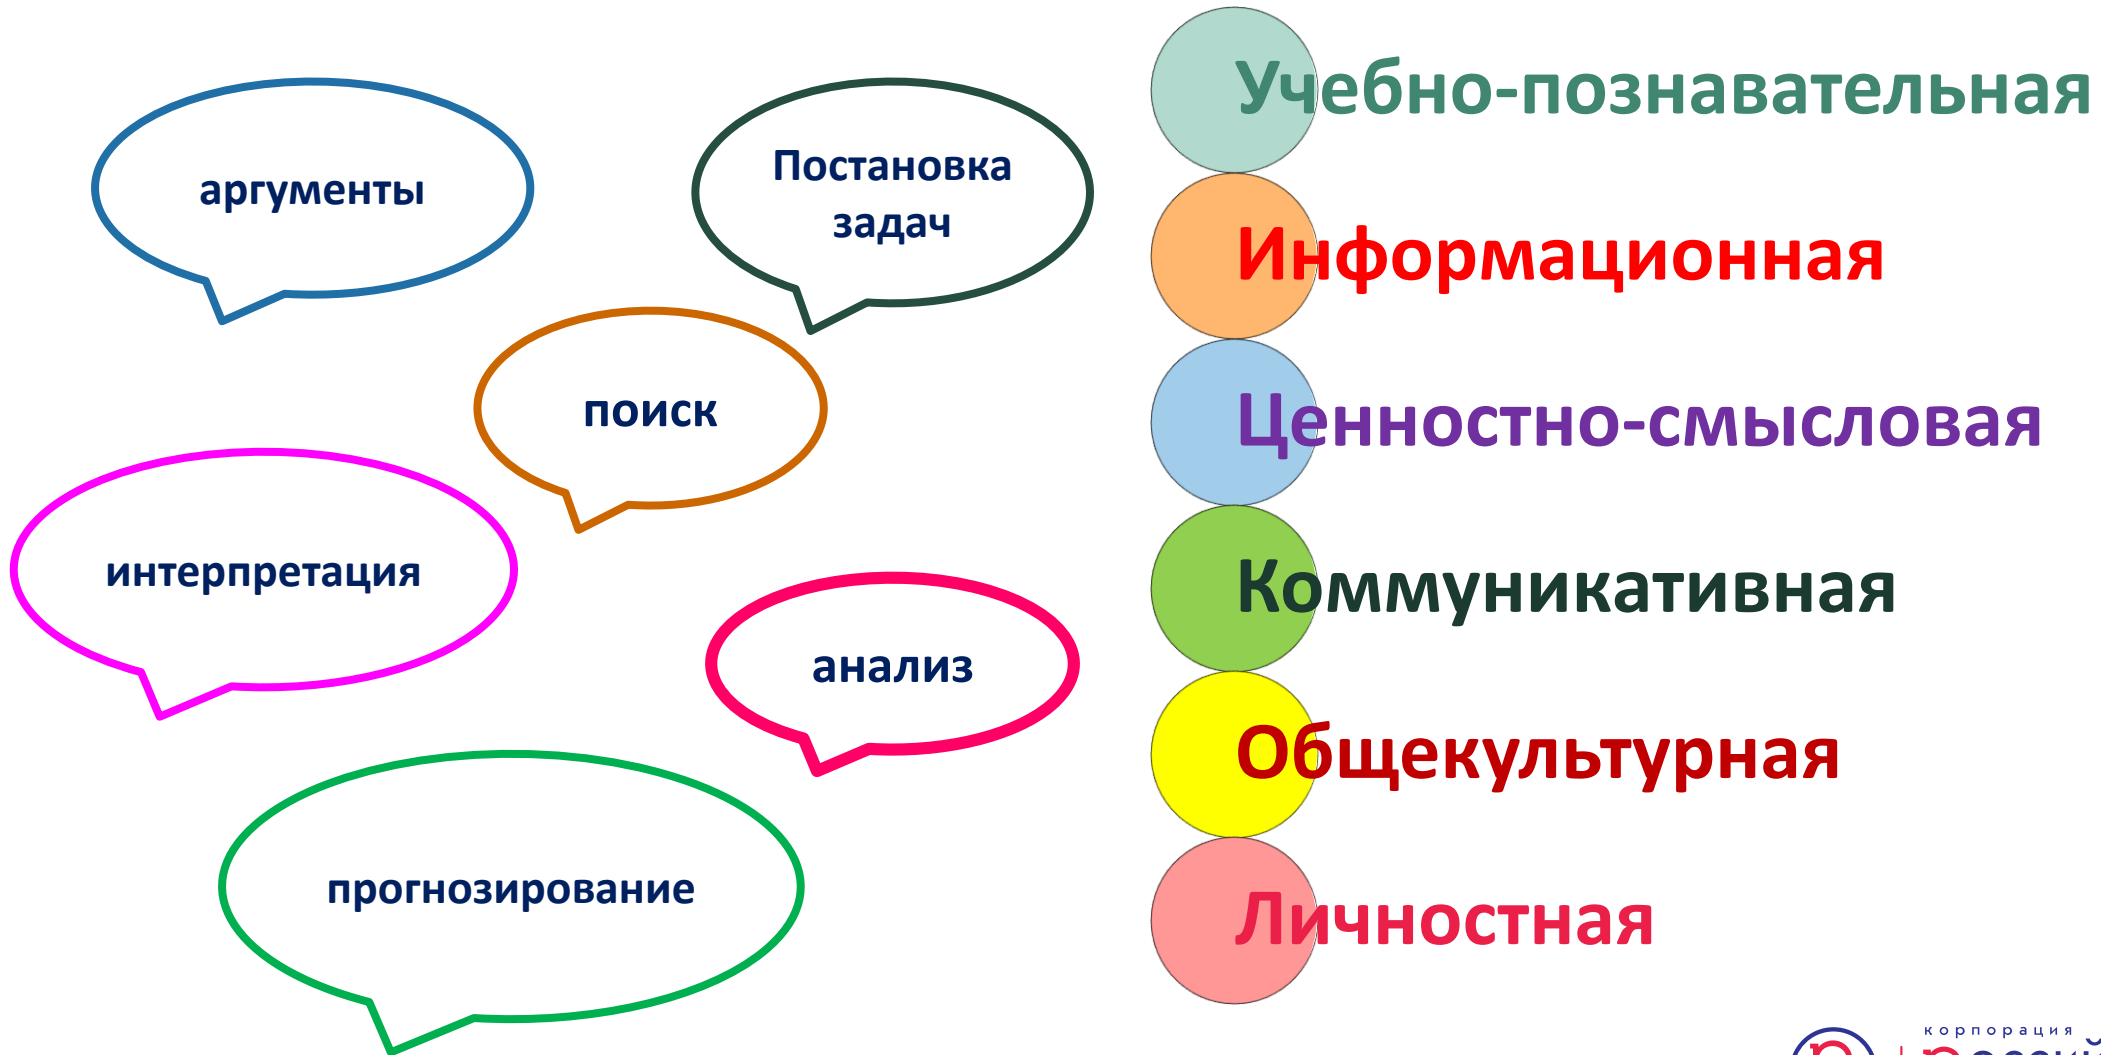 аргументы
Постановка
задач
поиск
интерпретация
анализ
прогнозирование
Учебно-познавательная
Информационная
Ценностно-смысловая
Коммуникативная
Общекультурная
Личностная
корпорация